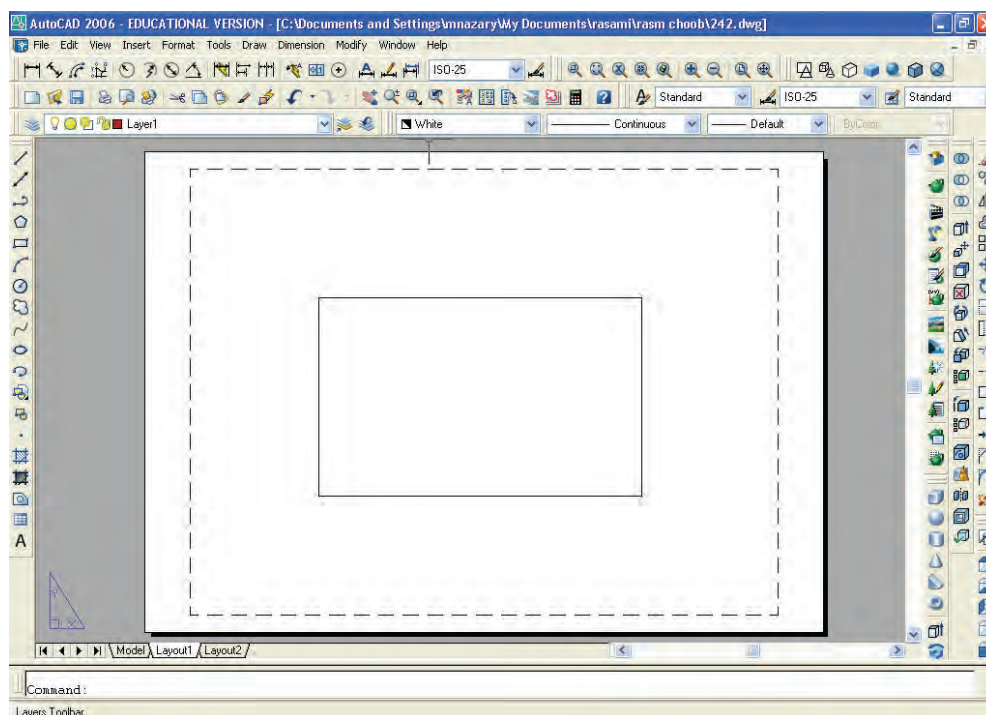 AutoCAD 2006 - EDUCATIONAL VERSION - [C:\Documents and Settings\mnazary\My Documents\rasami\rasm choob\242.dwg]
File Edit View Insert Format Tools Draw Dimension Modify Window Help
ISO-25
Standard ISO-25 Standard
Layer1 White Continuous Default ByColor
A
Model Layout1 Layout2
Command:
Layers Toolbar